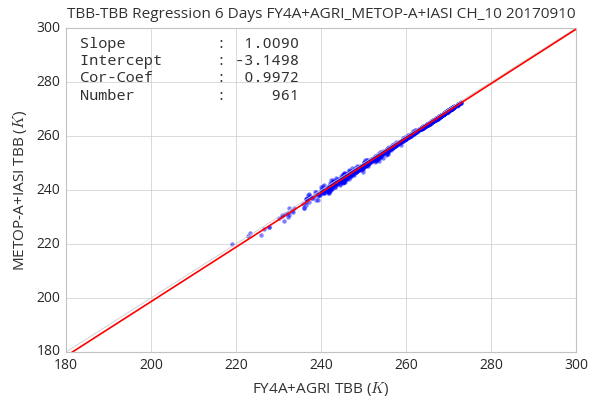 TBB-TBB Regression 6 Days FY4A+AGRI_METOP-A+IASI CH_10 20170910
Slope : 1.0090
Intercept : -3.1498
Cor-Coef : 0.9972
Number : 961
METOP-A+IASI TBB (K)
300
280
260
240
220
200
180
180 200 220 240 260 280 300
FY4A+AGRI TBB (K)